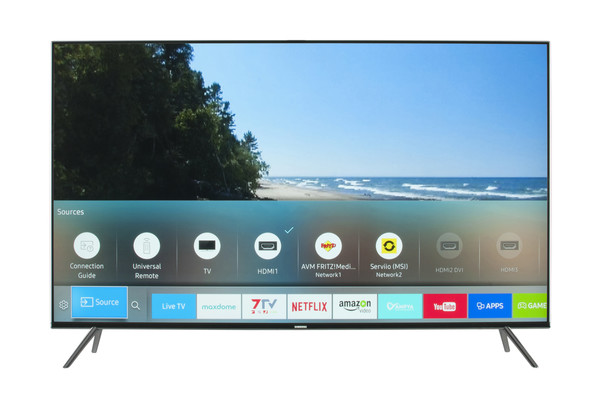 Sources
Connection
Guide
Universal
Remote
TV
HDMI1
AVM FRITZ!Medi...
Network1
Serviio (MSI)
Network2
HDMI2 DVI
HDMI3
Source
Live TV
maxdome
7TV
NETFLIX
amazon
video
YouTube
APPS
GAME
SAMSUNG